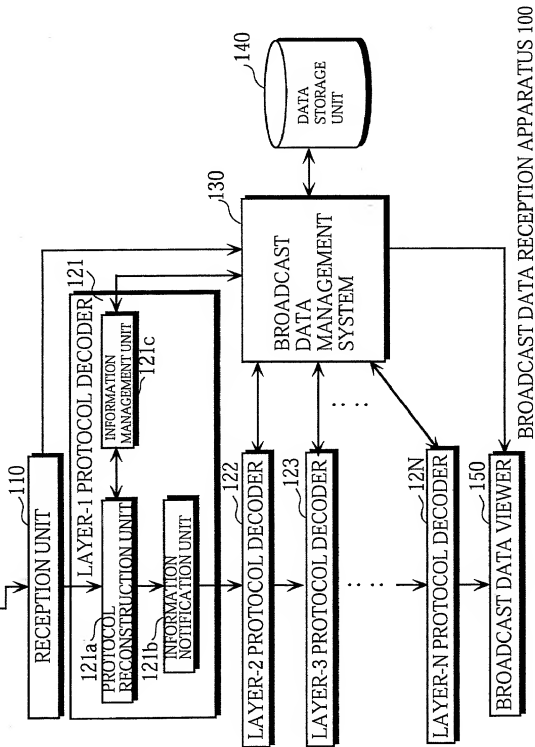 110
RECEPTION UNIT
LAYER-1 PROTOCOL DECODER
121
121a
PROTOCOL
RECONSTRUCTION UNIT
INFORMATION
MANAGEMENT UNIT
121c
121b
INFORMATION
NOTIFICATION UNIT
122
LAYER-2 PROTOCOL DECODER
123
LAYER-3 PROTOCOL DECODER
12N
LAYER-N PROTOCOL DECODER
150
BROADCAST DATA VIEWER
130
BROADCAST
DATA
MANAGEMENT
SYSTEM
140
DATA
STORAGE
UNIT
BROADCAST DATA RECEPTION APPARATUS 100